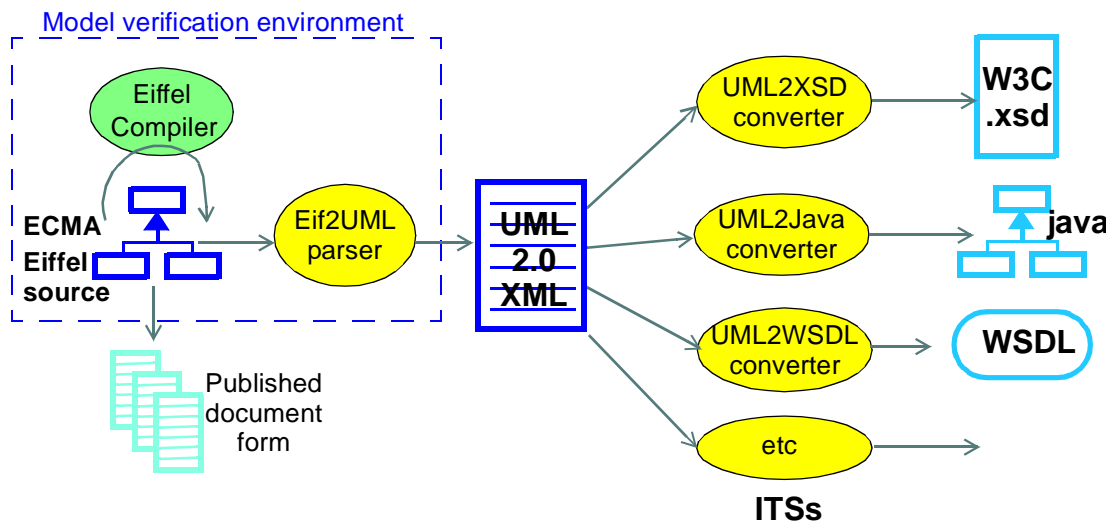 Model verification environment
Eiffel
Compiler
ECMA
Eiffel
source
Eif2UML
parser
Published
document
form
UML
2.0
XML
UML2XSD
converter
W3C
.xsd
UML2Java
converter
java
UML2WSDL
converter
WSDL
etc
ITSs